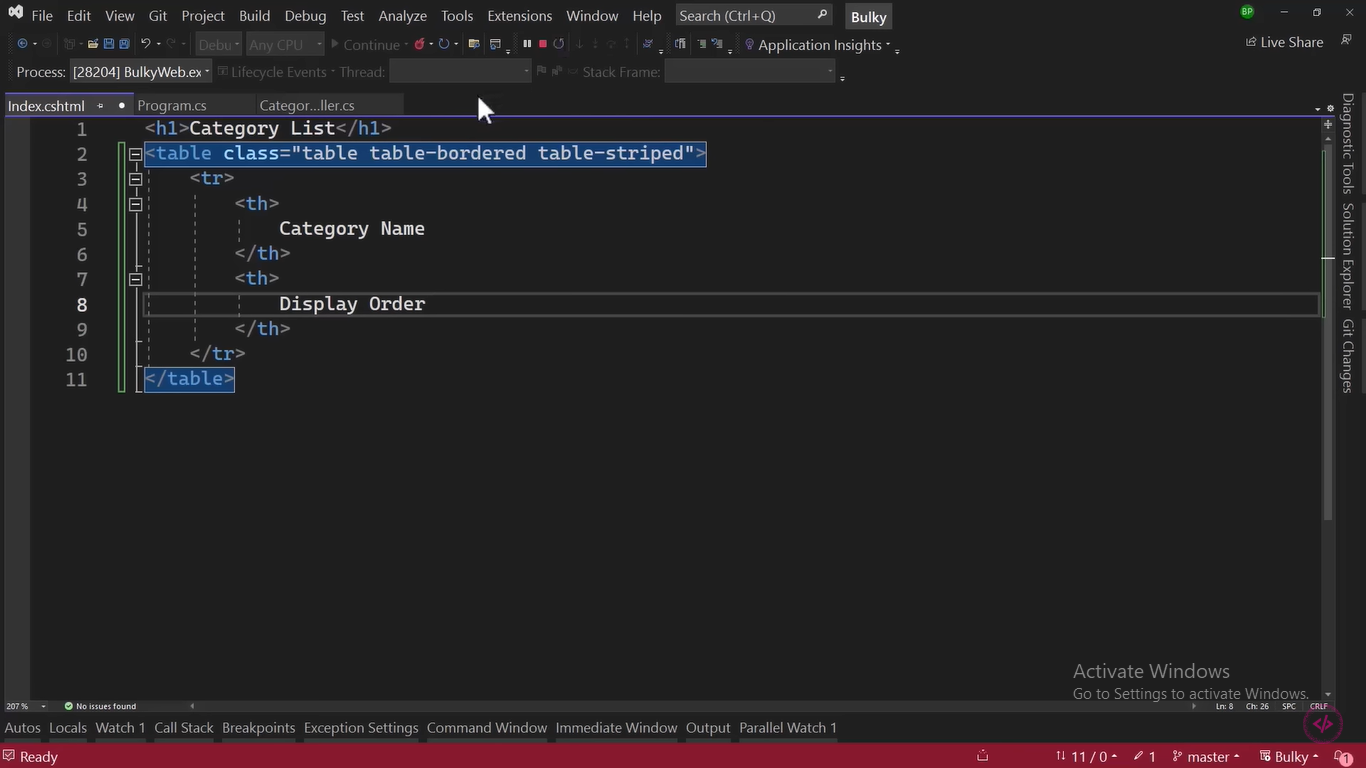 File Edit View Git Project Build Debug Test Analyze Tools Extensions Window Help Search (Ctrl+Q) Bulky BP
Debu Any CPU Continue Application Insights Live Share
Process: [28204] BulkyWeb.ex Lifecycle Events Thread: Stack Frame:
Index.cshtml Program.cs Categor...ller.cs
1 <h1>Category List</h1>
2 <table class="table table-bordered table-striped">
3 <tr>
4 <th>
5 Category Name
6 </th>
7 <th>
8 Display Order
9 </th>
10 </tr>
11 </table>
Diagnostic Tools
Solution Explorer
Git Changes
Activate Windows
Go to Settings to activate Windows.
207 % No issues found Ln: 8 Ch: 26 SPC CRLF
Autos Locals Watch 1 Call Stack Breakpoints Exception Settings Command Window Immediate Window Output Parallel Watch 1
Ready 11 / 0 1 master Bulky 1